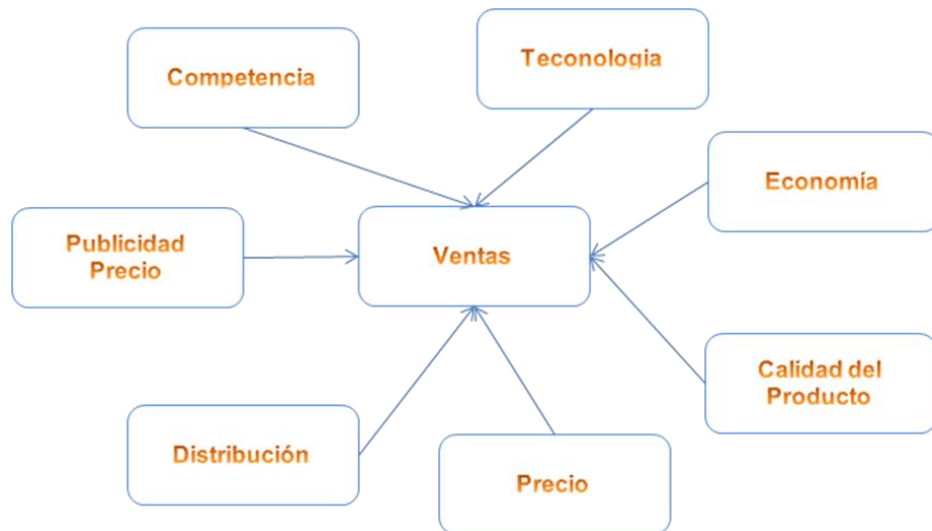 Competencia
Teconologia
Economía
Publicidad
Precio
Ventas
Calidad del
Producto
Distribución
Precio